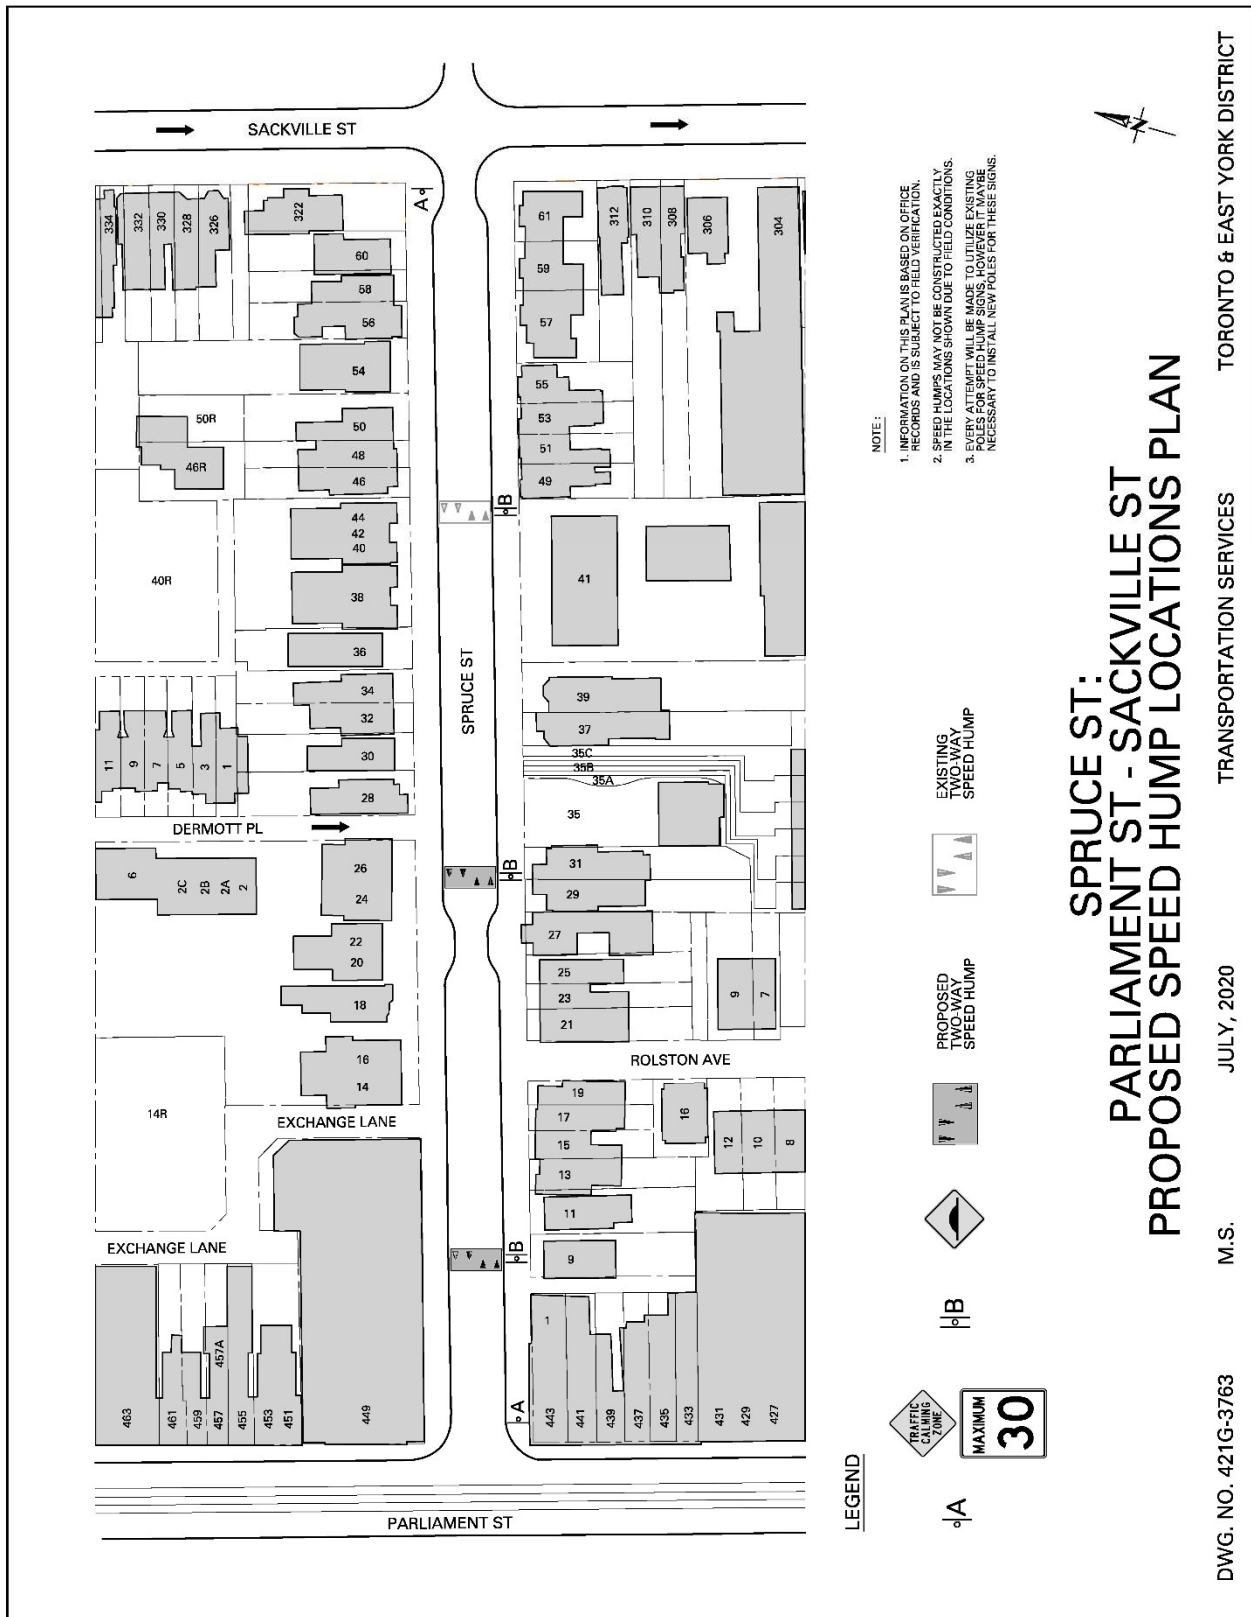 SACKVILLE ST
334
332
330
328
326
322
60
58
56
54
50R
50
46R
48
46
44
42
40
40R
38
36
34
32
30
28
11
9
7
5
3
1
DERMOTT PL
6
2C
2B
2A
2
26
24
22
20
18
16
14
14R
EXCHANGE LANE
EXCHANGE LANE
463
461
459
457
457A
455
453
451
449
A
SPRUCE ST
B
B
B
A
61
59
57
55
53
51
49
312
310
308
306
304
41
39
37
35C
35B
35A
35
31
29
27
25
23
21
9
7
ROLSTON AVE
19
17
15
13
11
9
16
12
10
8
1
443
441
439
437
435
433
431
429
427
PARLIAMENT ST
LEGEND
A
TRAFFIC
CALMING
ZONE
MAXIMUM
30
B
PROPOSED
TWO-WAY
SPEED HUMP
EXISTING
TWO-WAY
SPEED HUMP
NOTE :
1. INFORMATION ON THIS PLAN IS BASED ON OFFICE
RECORDS AND IS SUBJECT TO FIELD VERIFICATION.
2. SPEED HUMPS MAY NOT BE CONSTRUCTED EXACTLY
IN THE LOCATIONS SHOWN DUE TO FIELD CONDITIONS.
3. EVERY ATTEMPT WILL BE MADE TO UTILIZE EXISTING
POLES FOR SPEED HUMP SIGNS, HOWEVER IT MAYBE
NECESSARY TO INSTALL NEW POLES FOR THESE SIGNS.
N
SPRUCE ST:
PARLIAMENT ST - SACKVILLE ST
PROPOSED SPEED HUMP LOCATIONS PLAN
DWG. NO. 421G-3763
M.S.
JULY, 2020
TRANSPORTATION SERVICES
TORONTO & EAST YORK DISTRICT